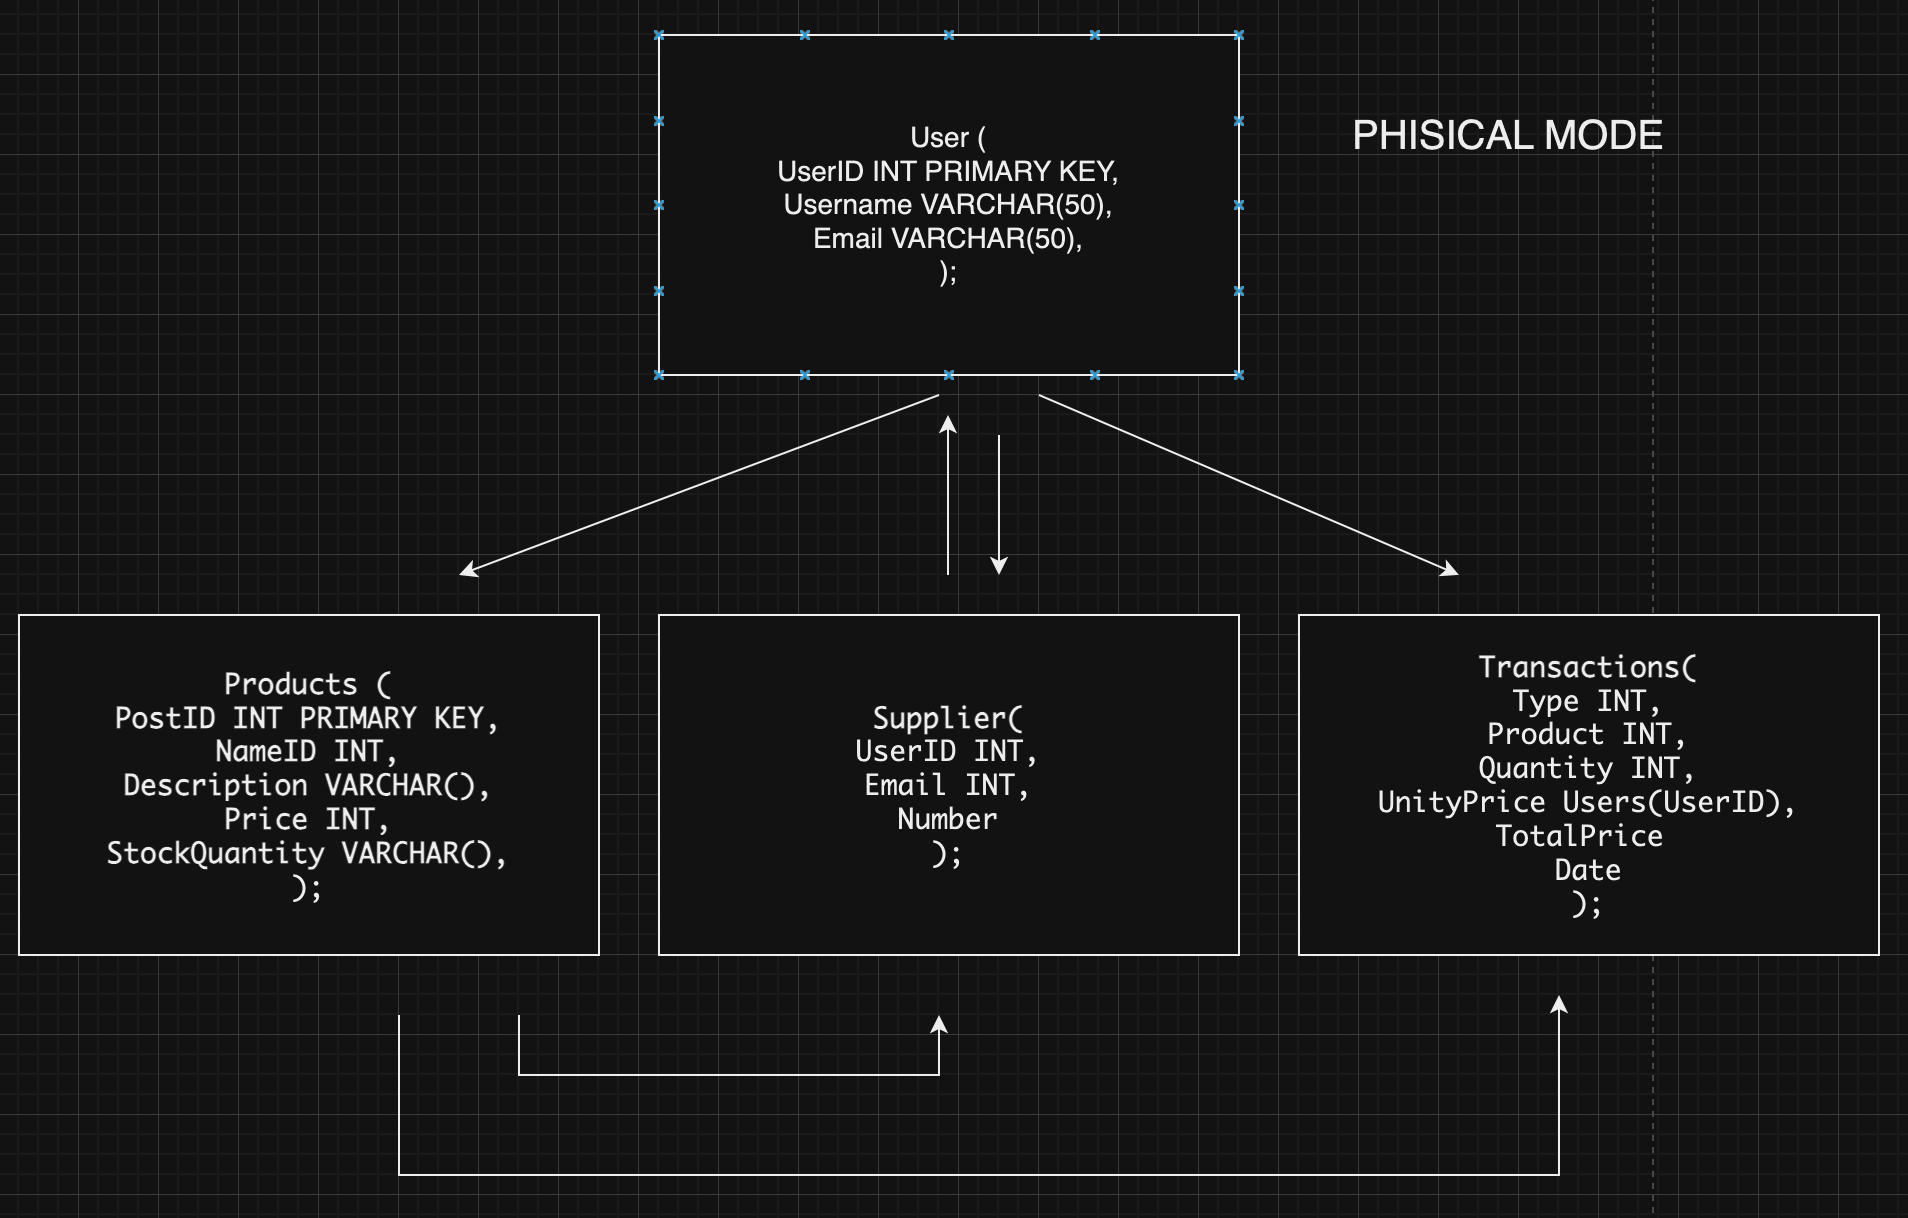 PHISICAL MODE
User (
UserID INT PRIMARY KEY,
Username VARCHAR(50),
Email VARCHAR(50),
);
Products (
PostID INT PRIMARY KEY,
NameID INT,
Description VARCHAR(),
Price INT,
StockQuantity VARCHAR(),
);
Supplier(
UserID INT,
Email INT,
Number
);
Transactions(
Type INT,
Product INT,
Quantity INT,
UnityPrice Users(UserID),
TotalPrice
Date
);